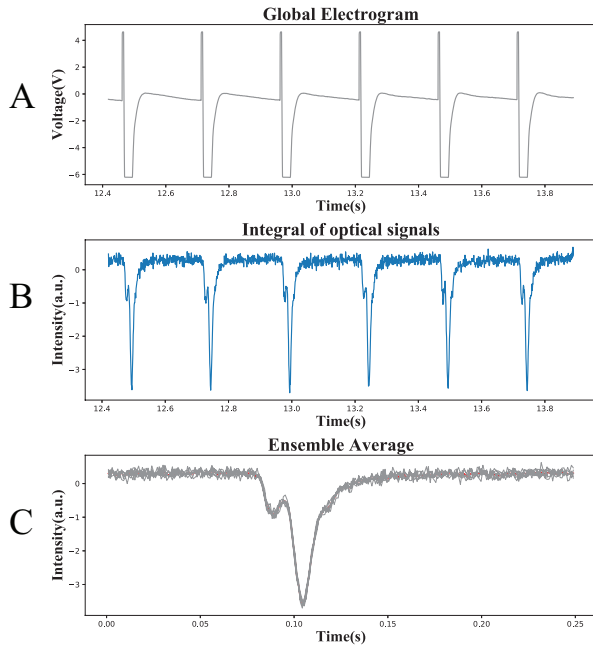 Global Electrogram
A
Voltage(V)
4
2
0
−2
−4
−6
12.4 12.6 12.8 13.0 13.2 13.4 13.6 13.8
Time(s)
Integral of optical signals
B
Intensity(a.u.)
0
−1
−2
−3
12.4 12.6 12.8 13.0 13.2 13.4 13.6 13.8
Time(s)
Ensemble Average
C
Intensity(a.u.)
0
−1
−2
−3
0.00 0.05 0.10 0.15 0.20 0.25
Time(s)